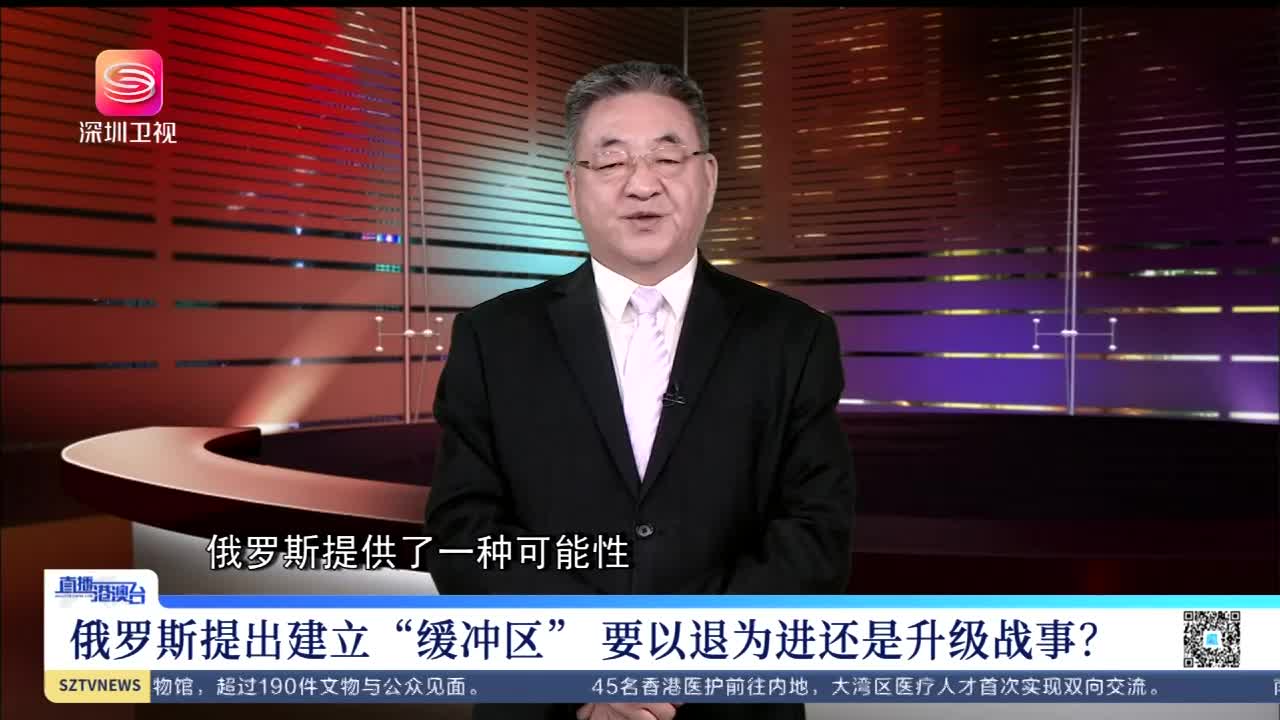 深圳卫视
俄罗斯提供了一种可能性
直播港澳台
俄罗斯提出建立“缓冲区” 要以退为进还是升级战事？
SZTVNEWS 物馆，超过190件文物与公众见面。 45名香港医护前往内地，大湾区医疗人才首次实现双向交流。